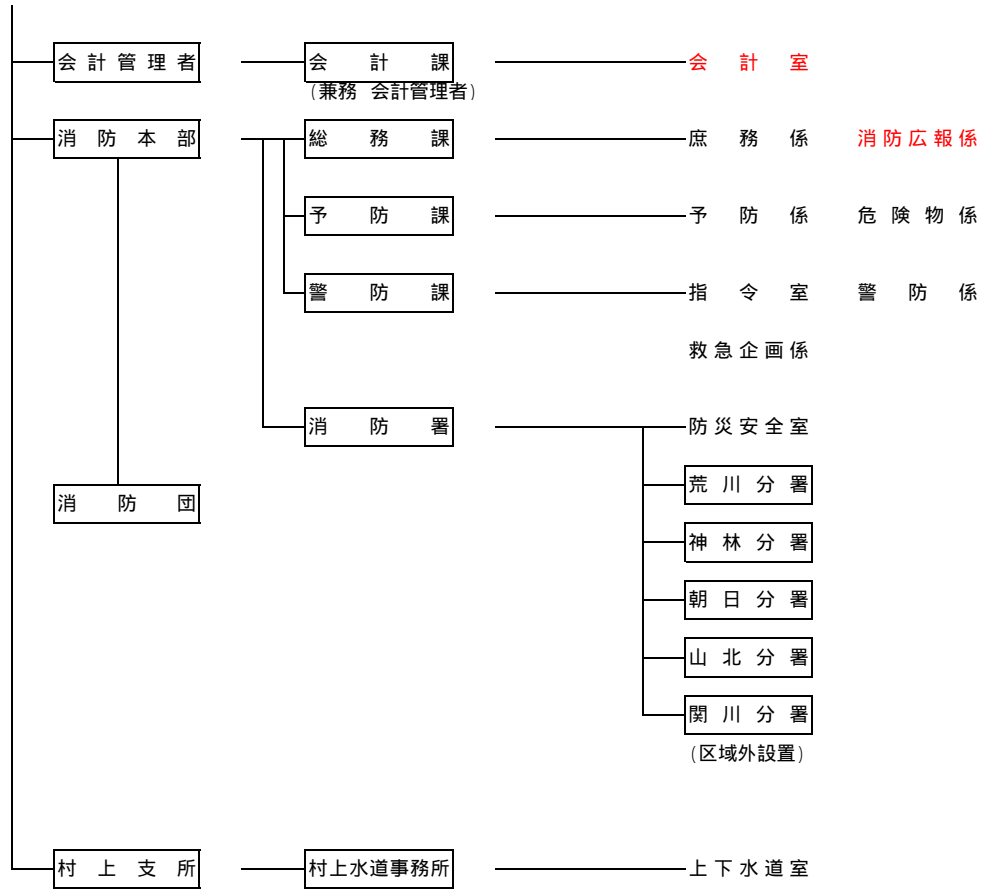 会計管理者 会計課 会計室
(兼務 会計管理者)
消防本部 総務課 庶務係 消防広報係
予防課 予防係 危険物係
警防課 指令室 警防係
救急企画係
消防署 防災安全室
荒川分署
消防団
神林分署
朝日分署
山北分署
関川分署
(区域外設置)
村上支所 村上水道事務所 上下水道室